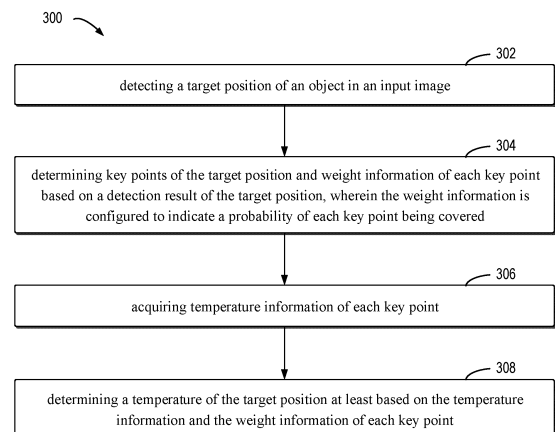 300
302
detecting a target position of an object in an input image
304
determining key points of the target position and weight information of each key point
based on a detection result of the target position, wherein the weight information is
configured to indicate a probability of each key point being covered
306
acquiring temperature information of each key point
308
determining a temperature of the target position at least based on the temperature
information and the weight information of each key point